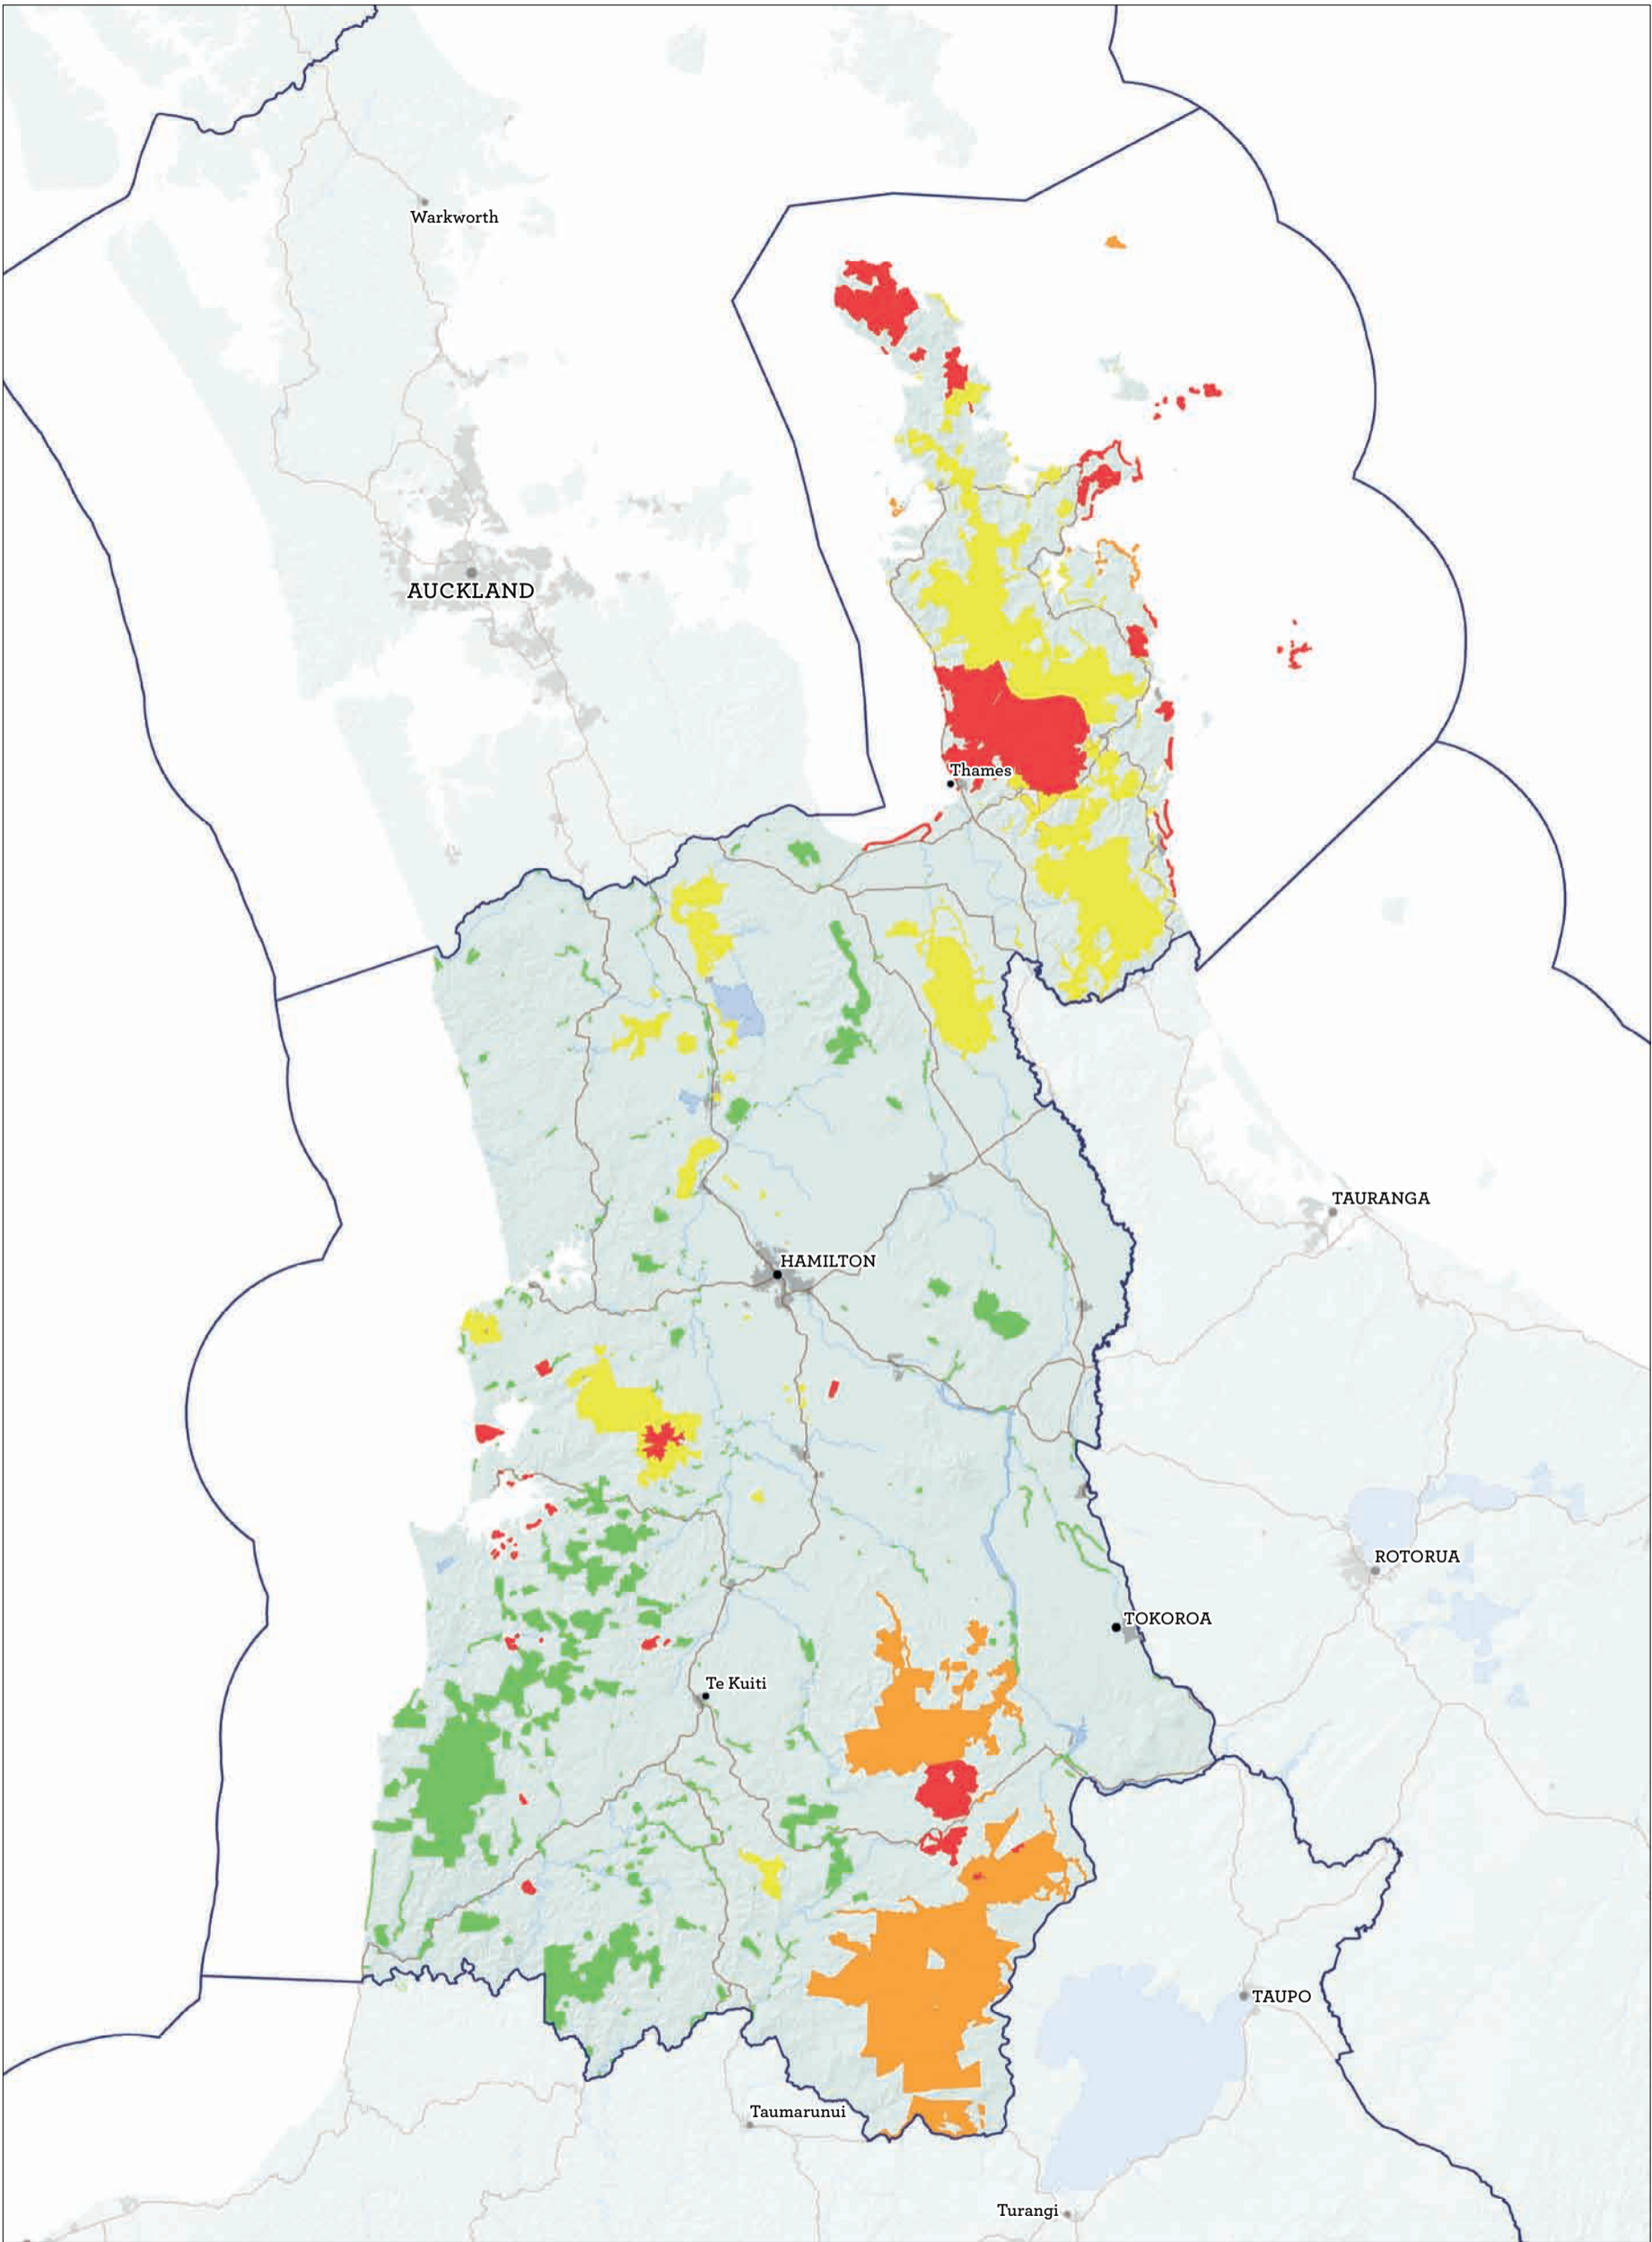 Warkworth
AUCKLAND
Thames
TAURANGA
HAMILTON
ROTORUA
TOKOROA
Te Kuiti
TAUPO
Taumarunui
Turangi